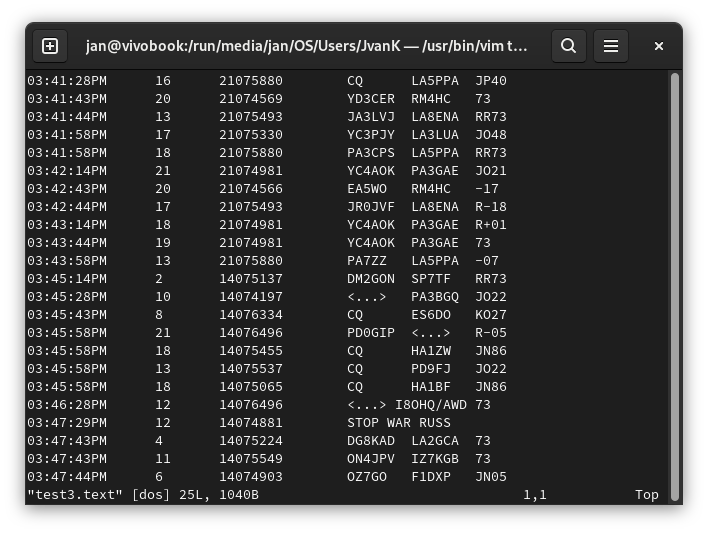 jan@vivobook:/run/media/jan/OS/Users/JvanK — /usr/bin/vim t…
03:41:28PM 16 21075880 CQ LA5PPA JP40
03:41:43PM 20 21074569 YD3CER RM4HC 73
03:41:44PM 13 21075493 JA3LVJ LA8ENA RR73
03:41:58PM 17 21075330 YC3PJY LA3LUA JO48
03:41:58PM 18 21075880 PA3CPS LA5PPA RR73
03:42:14PM 21 21074981 YC4AOK PA3GAE JO21
03:42:43PM 20 21074566 EA5WO RM4HC -17
03:42:44PM 17 21075493 JR0JVF LA8ENA R-18
03:43:14PM 18 21074981 YC4AOK PA3GAE R+01
03:43:44PM 19 21074981 YC4AOK PA3GAE 73
03:43:58PM 13 21075880 PA7ZZ LA5PPA -07
03:45:14PM 2 14075137 DM2GON SP7TF RR73
03:45:28PM 10 14074197 <...> PA3BGQ JO22
03:45:43PM 8 14076334 CQ ES6DO KO27
03:45:58PM 21 14076496 PD0GIP <...> R-05
03:45:58PM 18 14075455 CQ HA1ZW JN86
03:45:58PM 13 14075537 CQ PD9FJ JO22
03:45:58PM 18 14075065 CQ HA1BF JN86
03:46:28PM 12 14076496 <...> I8OHQ/AWD 73
03:47:29PM 12 14074881 STOP WAR RUSS
03:47:43PM 4 14075224 DG8KAD LA2GCA 73
03:47:43PM 11 14075549 ON4JPV IZ7KGB 73
03:47:44PM 6 14074903 OZ7GO F1DXP JN05
"test3.text" [dos] 25L, 1040B 1,1 Top